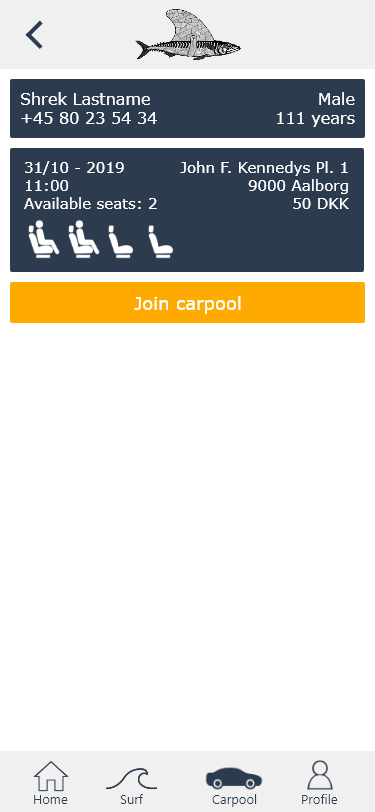 Shrek Lastname
Male
+45 80 23 54 34
111 years
31/10 - 2019
John F. Kennedys Pl. 1
11:00
9000 Aalborg
Available seats: 2
50 DKK
Join carpool
Home
Surf
Carpool
Profile